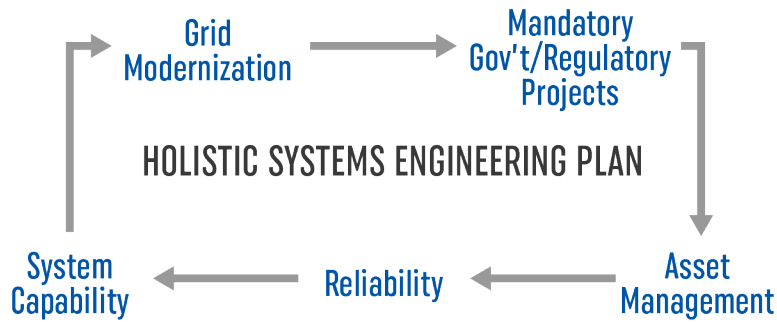 Grid
Modernization
Mandatory
Gov't/Regulatory
Projects
HOLISTIC SYSTEMS ENGINEERING PLAN
System
Capability
Reliability
Asset
Management